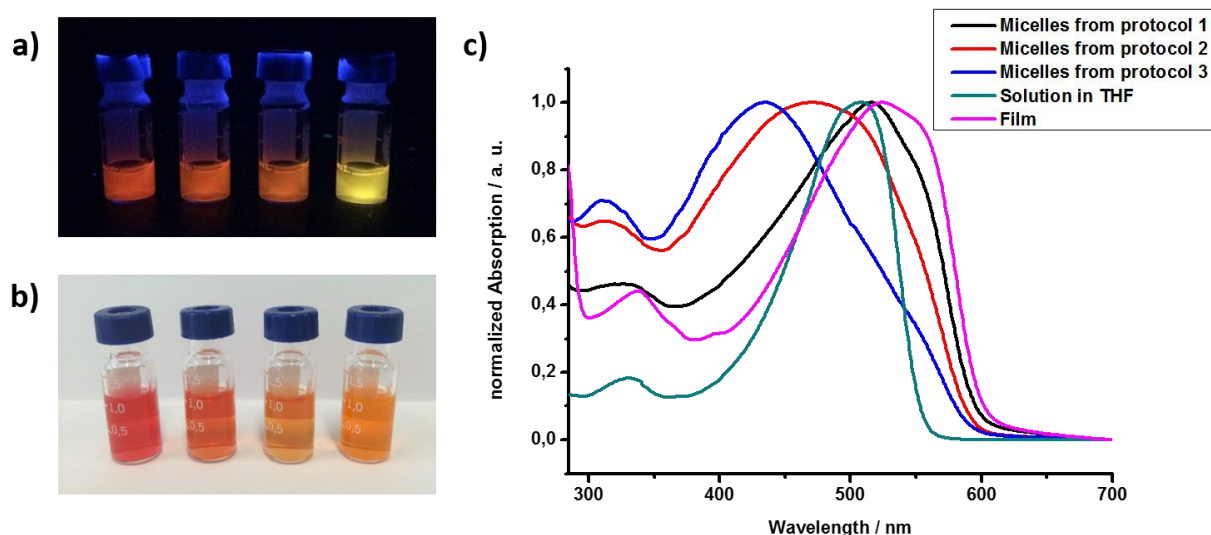 a)
b)
1,5
1,0
0,5
1,5
1,0
0,5
1,5
1,0
0,5
1,5
1,0
0,5
c)
Micelles from protocol 1
Micelles from protocol 2
Micelles from protocol 3
Solution in THF
Film
normalized Absorption / a. u.
1,0
0,8
0,6
0,4
0,2
0,0
300 400 500 600 700
Wavelength / nm